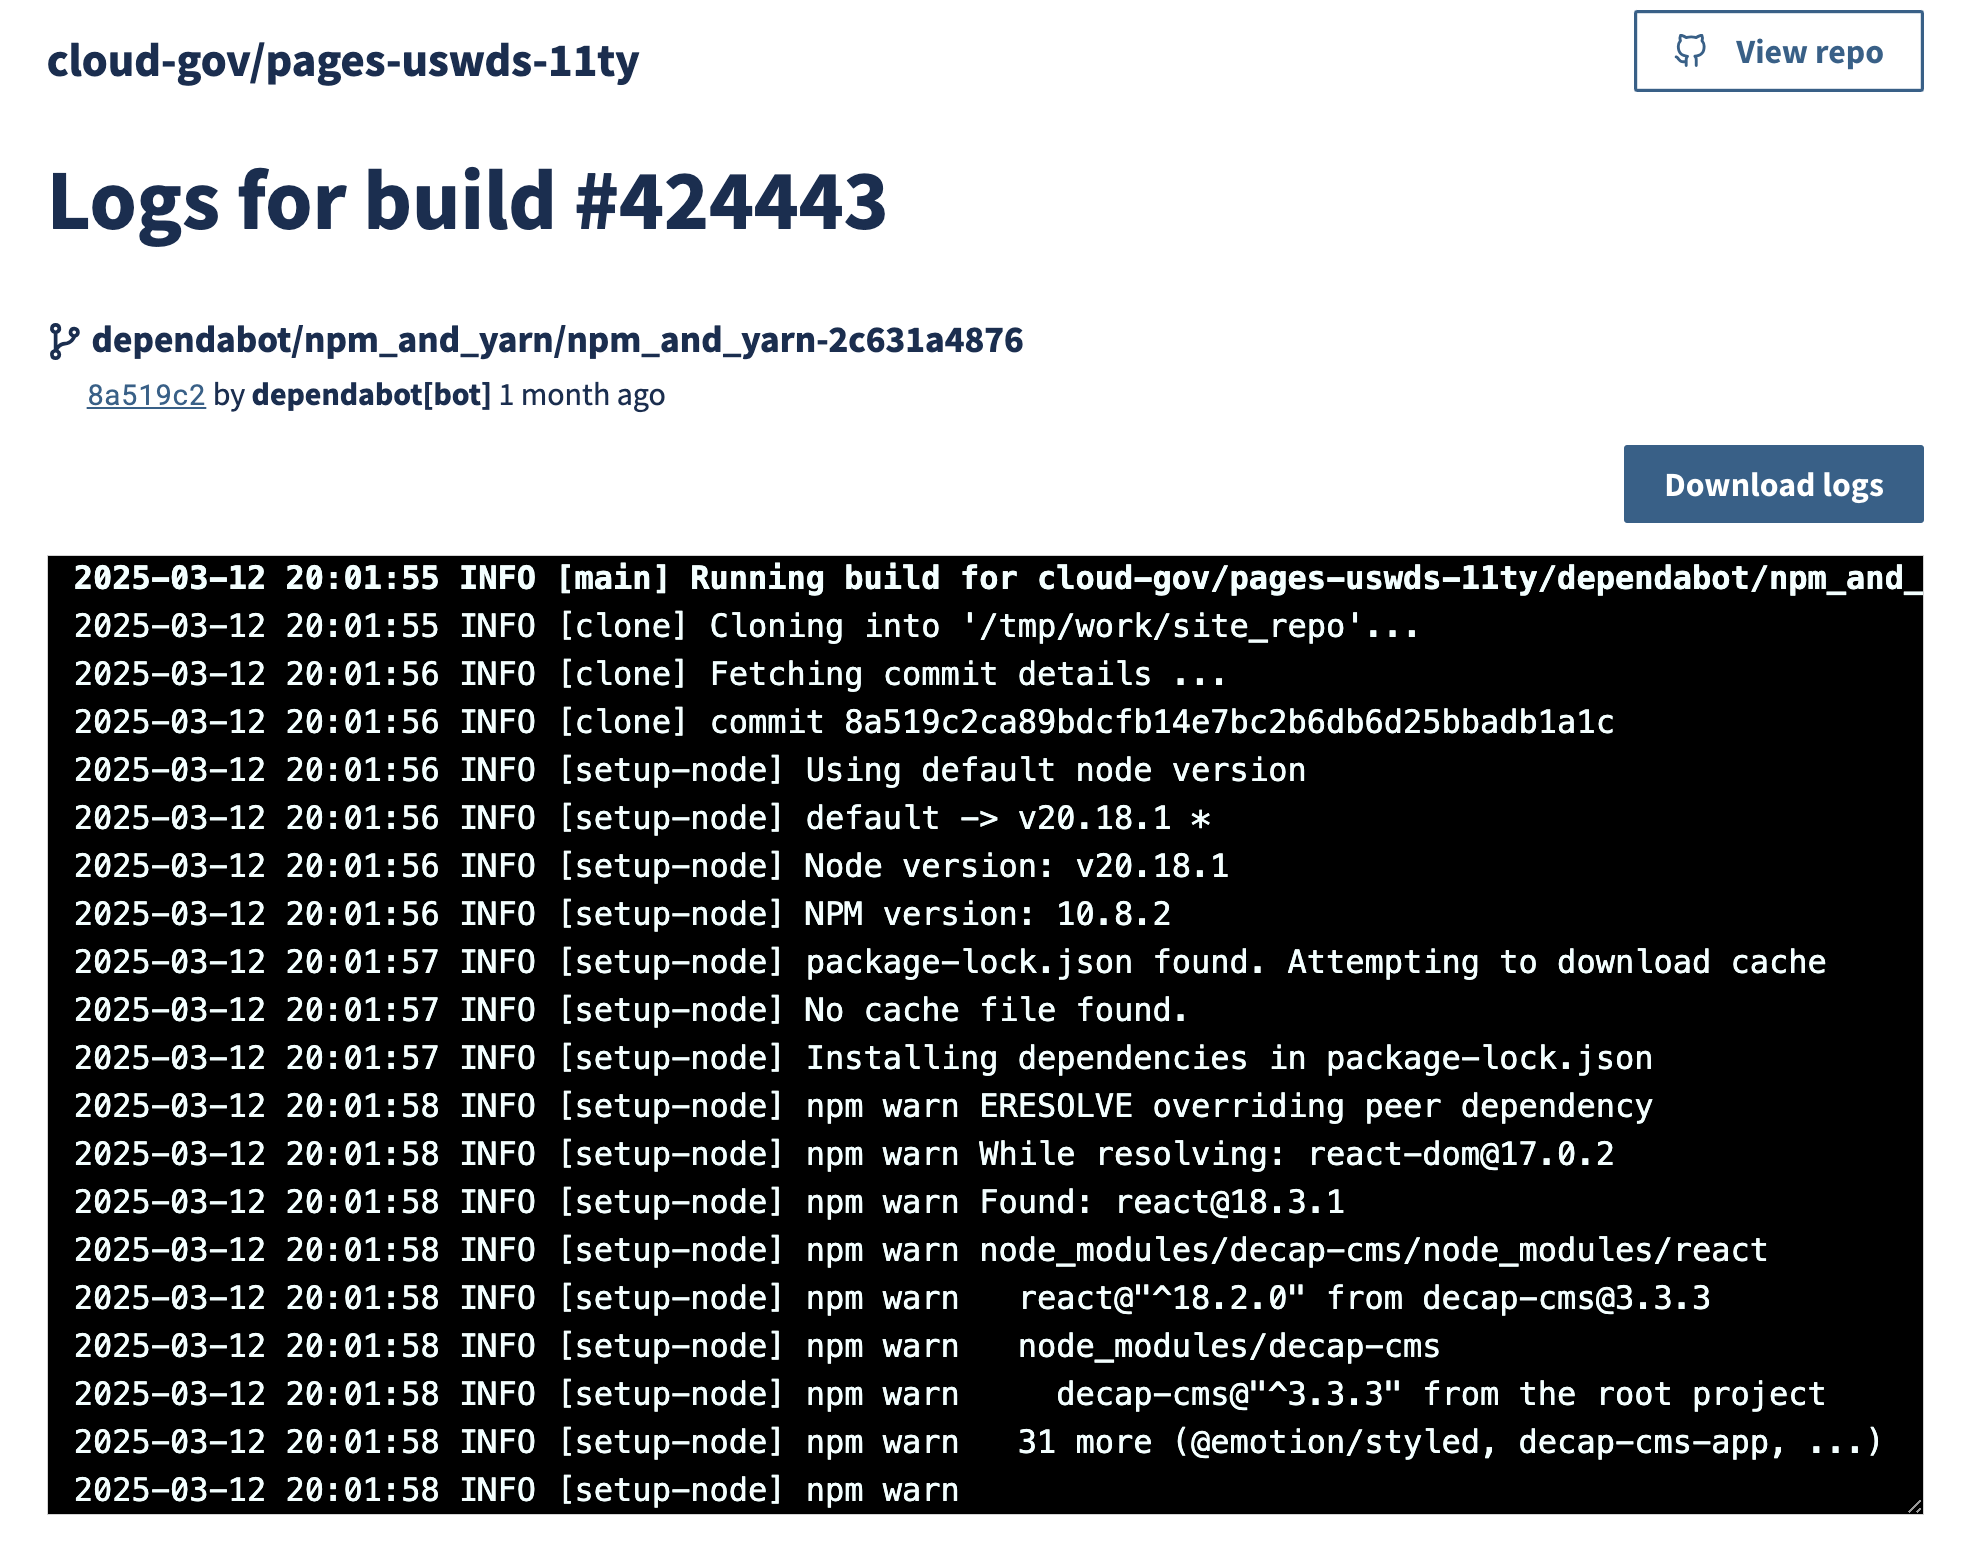 cloud-gov/pages-uswds-11ty
View repo
Logs for build #424443
dependabot/npm_and_yarn/npm_and_yarn-2c631a4876
8a519c2 by dependabot[bot] 1 month ago
Download logs
2025-03-12 20:01:55 INFO [main] Running build for cloud-gov/pages-uswds-11ty/dependabot/npm_and_
2025-03-12 20:01:55 INFO [clone] Cloning into '/tmp/work/site_repo'...
2025-03-12 20:01:56 INFO [clone] Fetching commit details ...
2025-03-12 20:01:56 INFO [clone] commit 8a519c2ca89bdcfb14e7bc2b6db6d25bbadb1a1c
2025-03-12 20:01:56 INFO [setup-node] Using default node version
2025-03-12 20:01:56 INFO [setup-node] default -> v20.18.1 *
2025-03-12 20:01:56 INFO [setup-node] Node version: v20.18.1
2025-03-12 20:01:56 INFO [setup-node] NPM version: 10.8.2
2025-03-12 20:01:57 INFO [setup-node] package-lock.json found. Attempting to download cache
2025-03-12 20:01:57 INFO [setup-node] No cache file found.
2025-03-12 20:01:57 INFO [setup-node] Installing dependencies in package-lock.json
2025-03-12 20:01:58 INFO [setup-node] npm warn ERESOLVE overriding peer dependency
2025-03-12 20:01:58 INFO [setup-node] npm warn While resolving: react-dom@17.0.2
2025-03-12 20:01:58 INFO [setup-node] npm warn Found: react@18.3.1
2025-03-12 20:01:58 INFO [setup-node] npm warn node_modules/decap-cms/node_modules/react
2025-03-12 20:01:58 INFO [setup-node] npm warn   react@"^18.2.0" from decap-cms@3.3.3
2025-03-12 20:01:58 INFO [setup-node] npm warn   node_modules/decap-cms
2025-03-12 20:01:58 INFO [setup-node] npm warn     decap-cms@"^3.3.3" from the root project
2025-03-12 20:01:58 INFO [setup-node] npm warn   31 more (@emotion/styled, decap-cms-app, ...)
2025-03-12 20:01:58 INFO [setup-node] npm warn